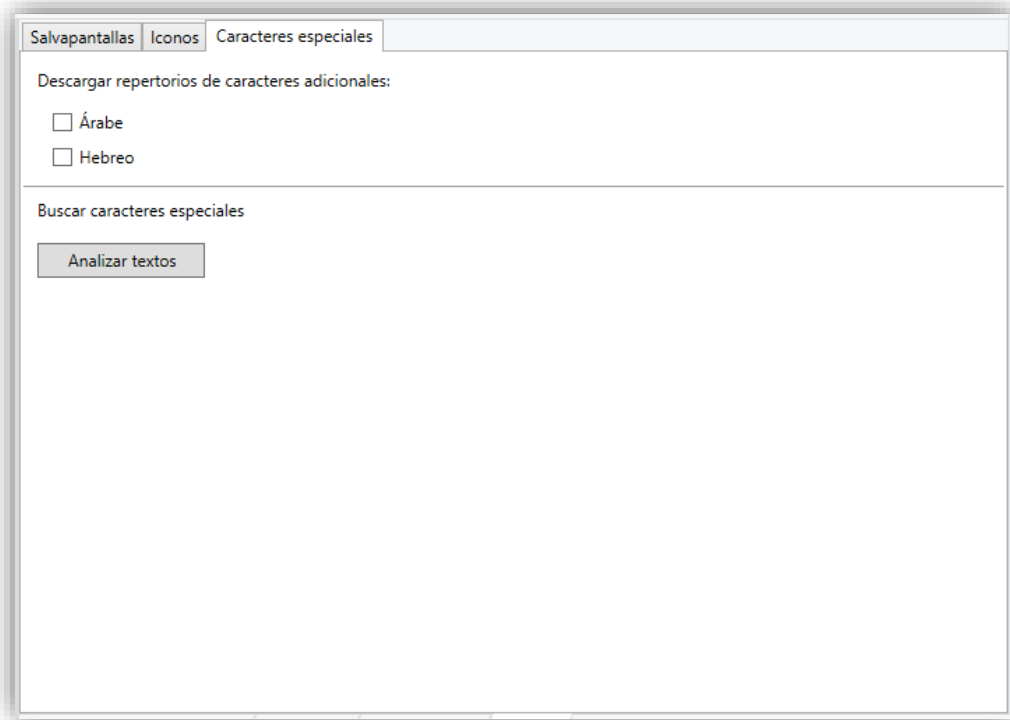 Salvapantallas Iconos Caracteres especiales
Descargar repertorios de caracteres adicionales:
Árabe
Hebreo
Buscar caracteres especiales
Analizar textos